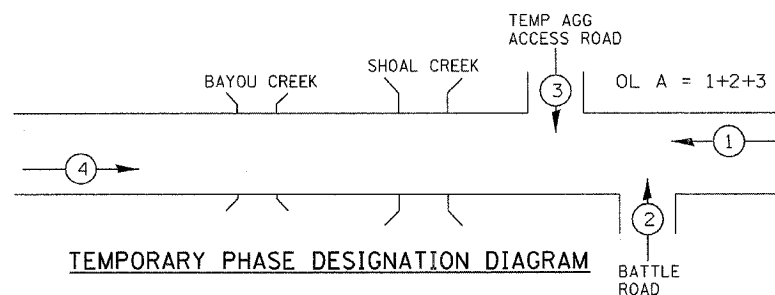 TEMP AGG
ACCESS ROAD
SHOAL CREEK
BAYOU CREEK
3
OL A = 1+2+3
1
4
2
TEMPORARY PHASE DESIGNATION DIAGRAM
BATTLE
ROAD